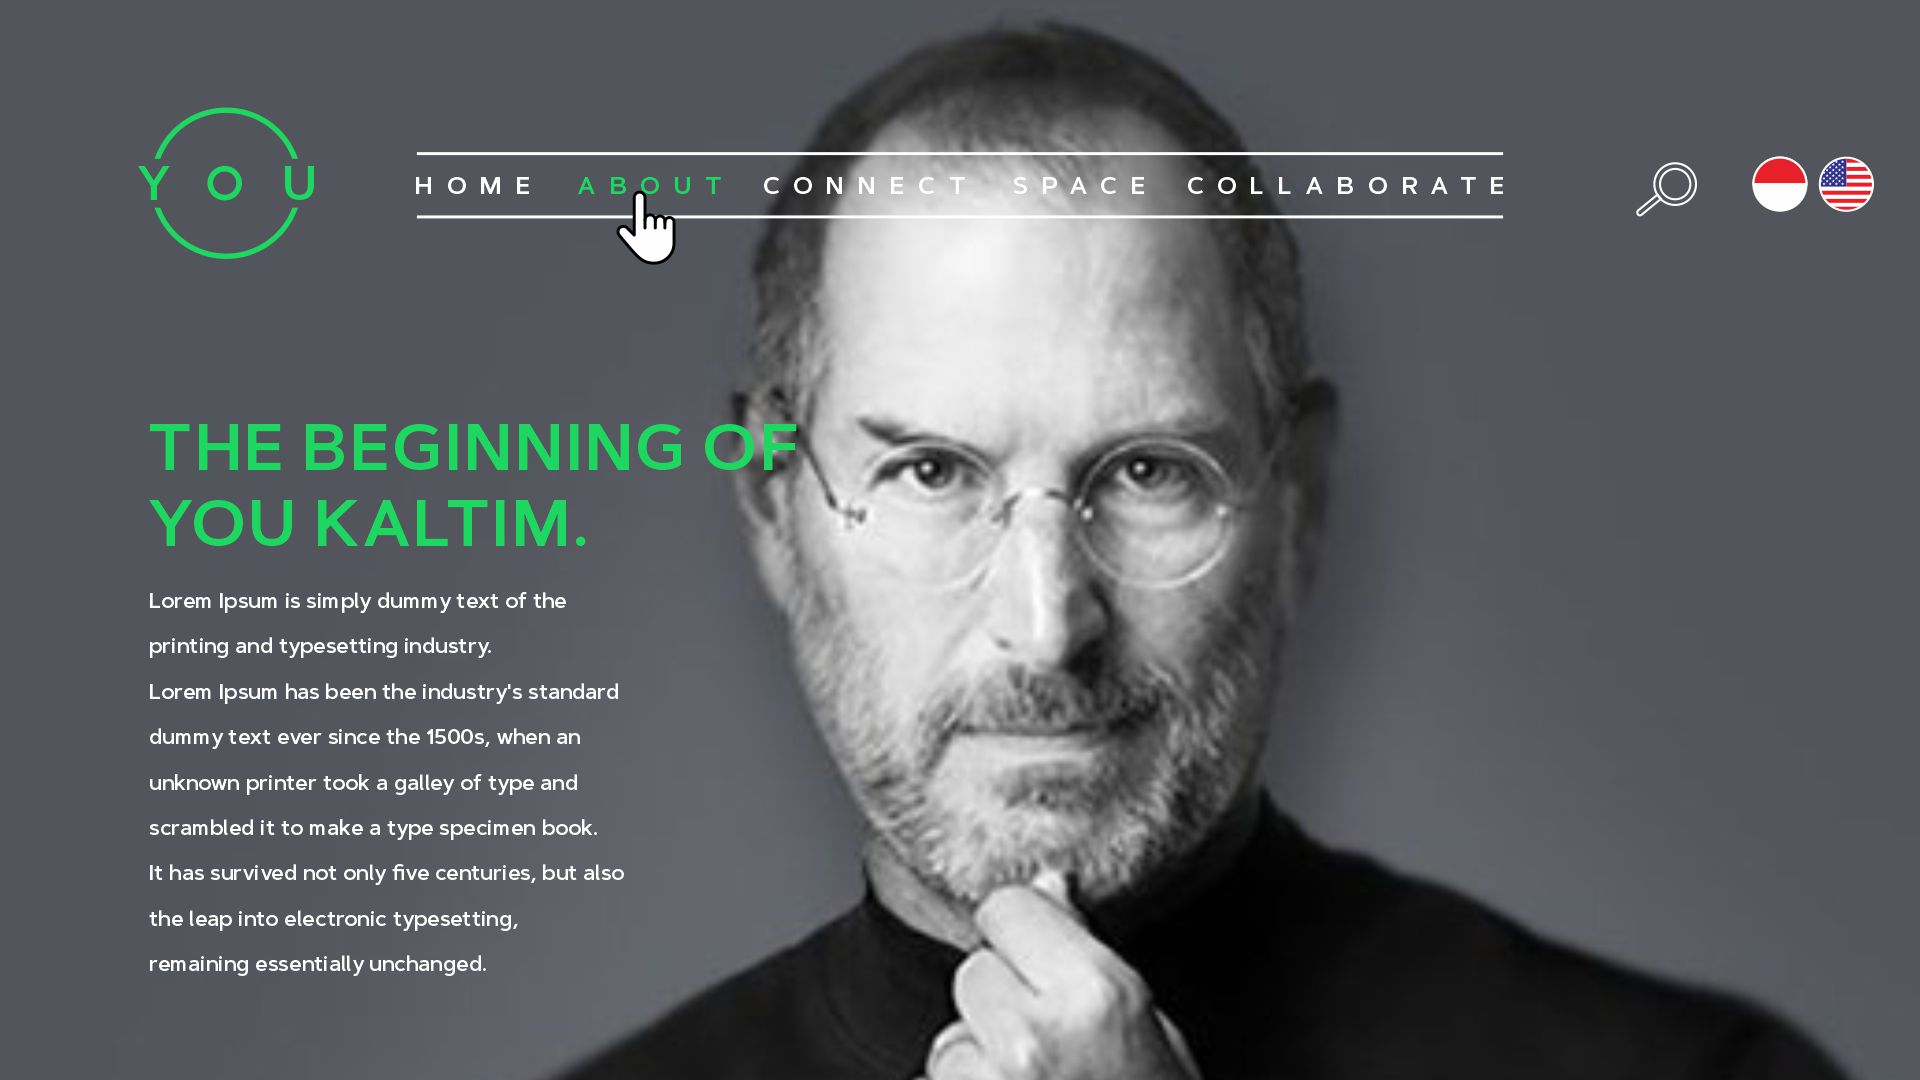 YOU
HOME ABOUT CONNECT SPACE COLLABORATE
THE BEGINNING OF
YOU KALTIM.
Lorem Ipsum is simply dummy text of the
printing and typesetting industry.
Lorem Ipsum has been the industry's standard
dummy text ever since the 1500s, when an
unknown printer took a galley of type and
scrambled it to make a type specimen book.
It has survived not only five centuries, but also
the leap into electronic typesetting,
remaining essentially unchanged.